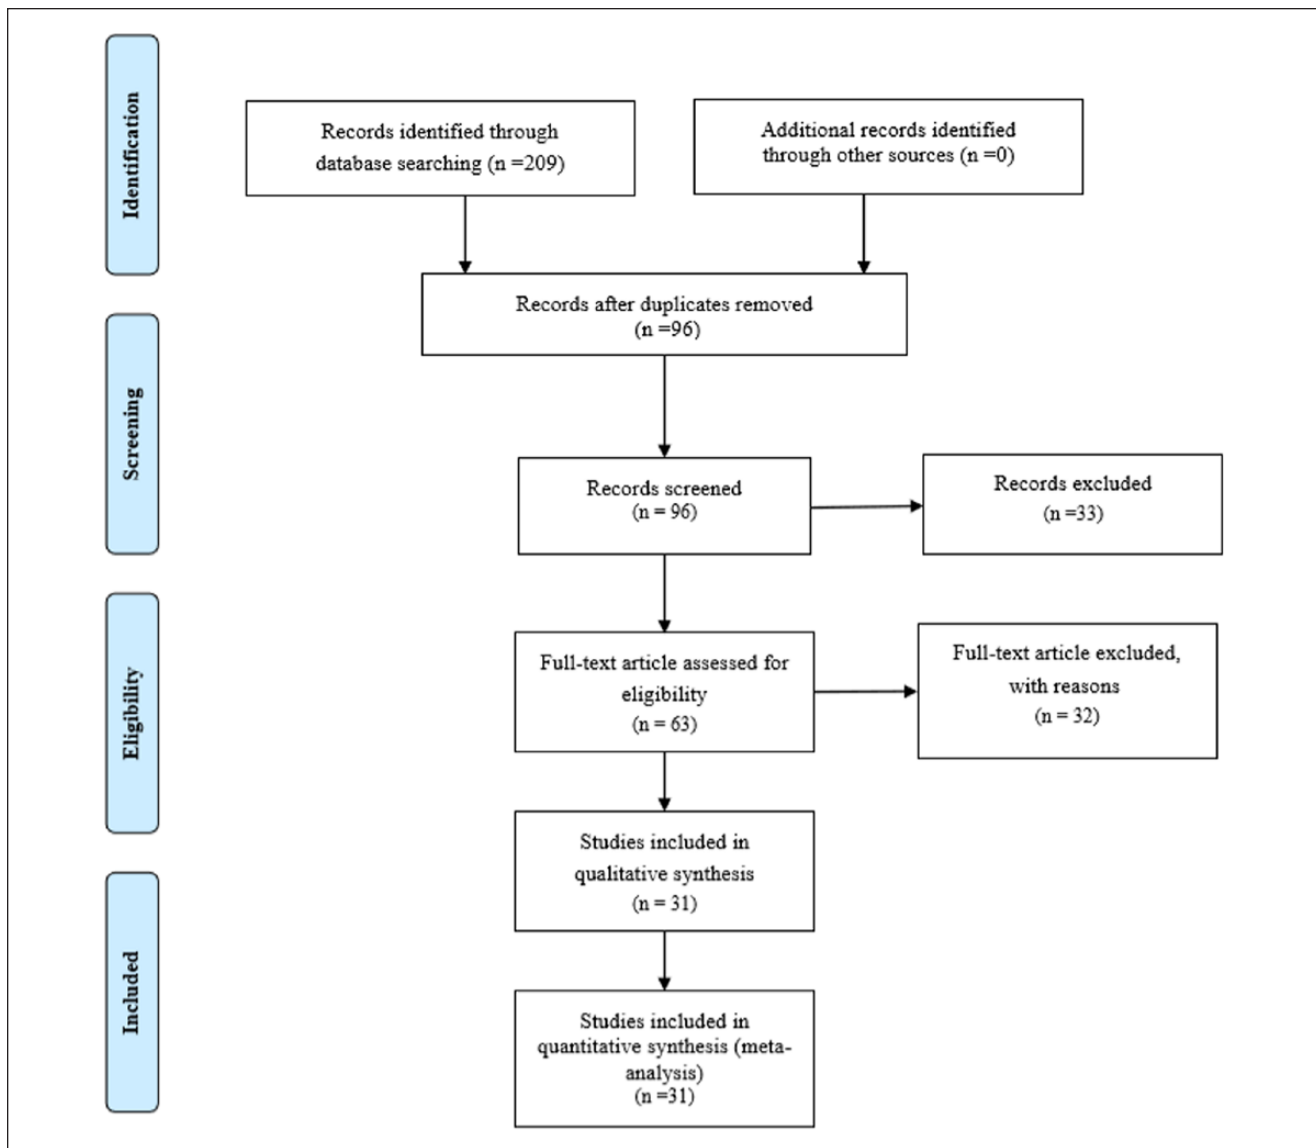 Identification
Records identified through
database searching (n =209)
Additional records identified
through other sources (n =0)
Records after duplicates removed
(n =96)
Screening
Records screened
(n = 96)
Records excluded
(n =33)
Eligibility
Full-text article assessed for
eligibility
(n = 63)
Full-text article excluded,
with reasons
(n = 32)
Studies included in
qualitative synthesis
(n = 31)
Included
Studies included in
quantitative synthesis (meta-
analysis)
(n =31)